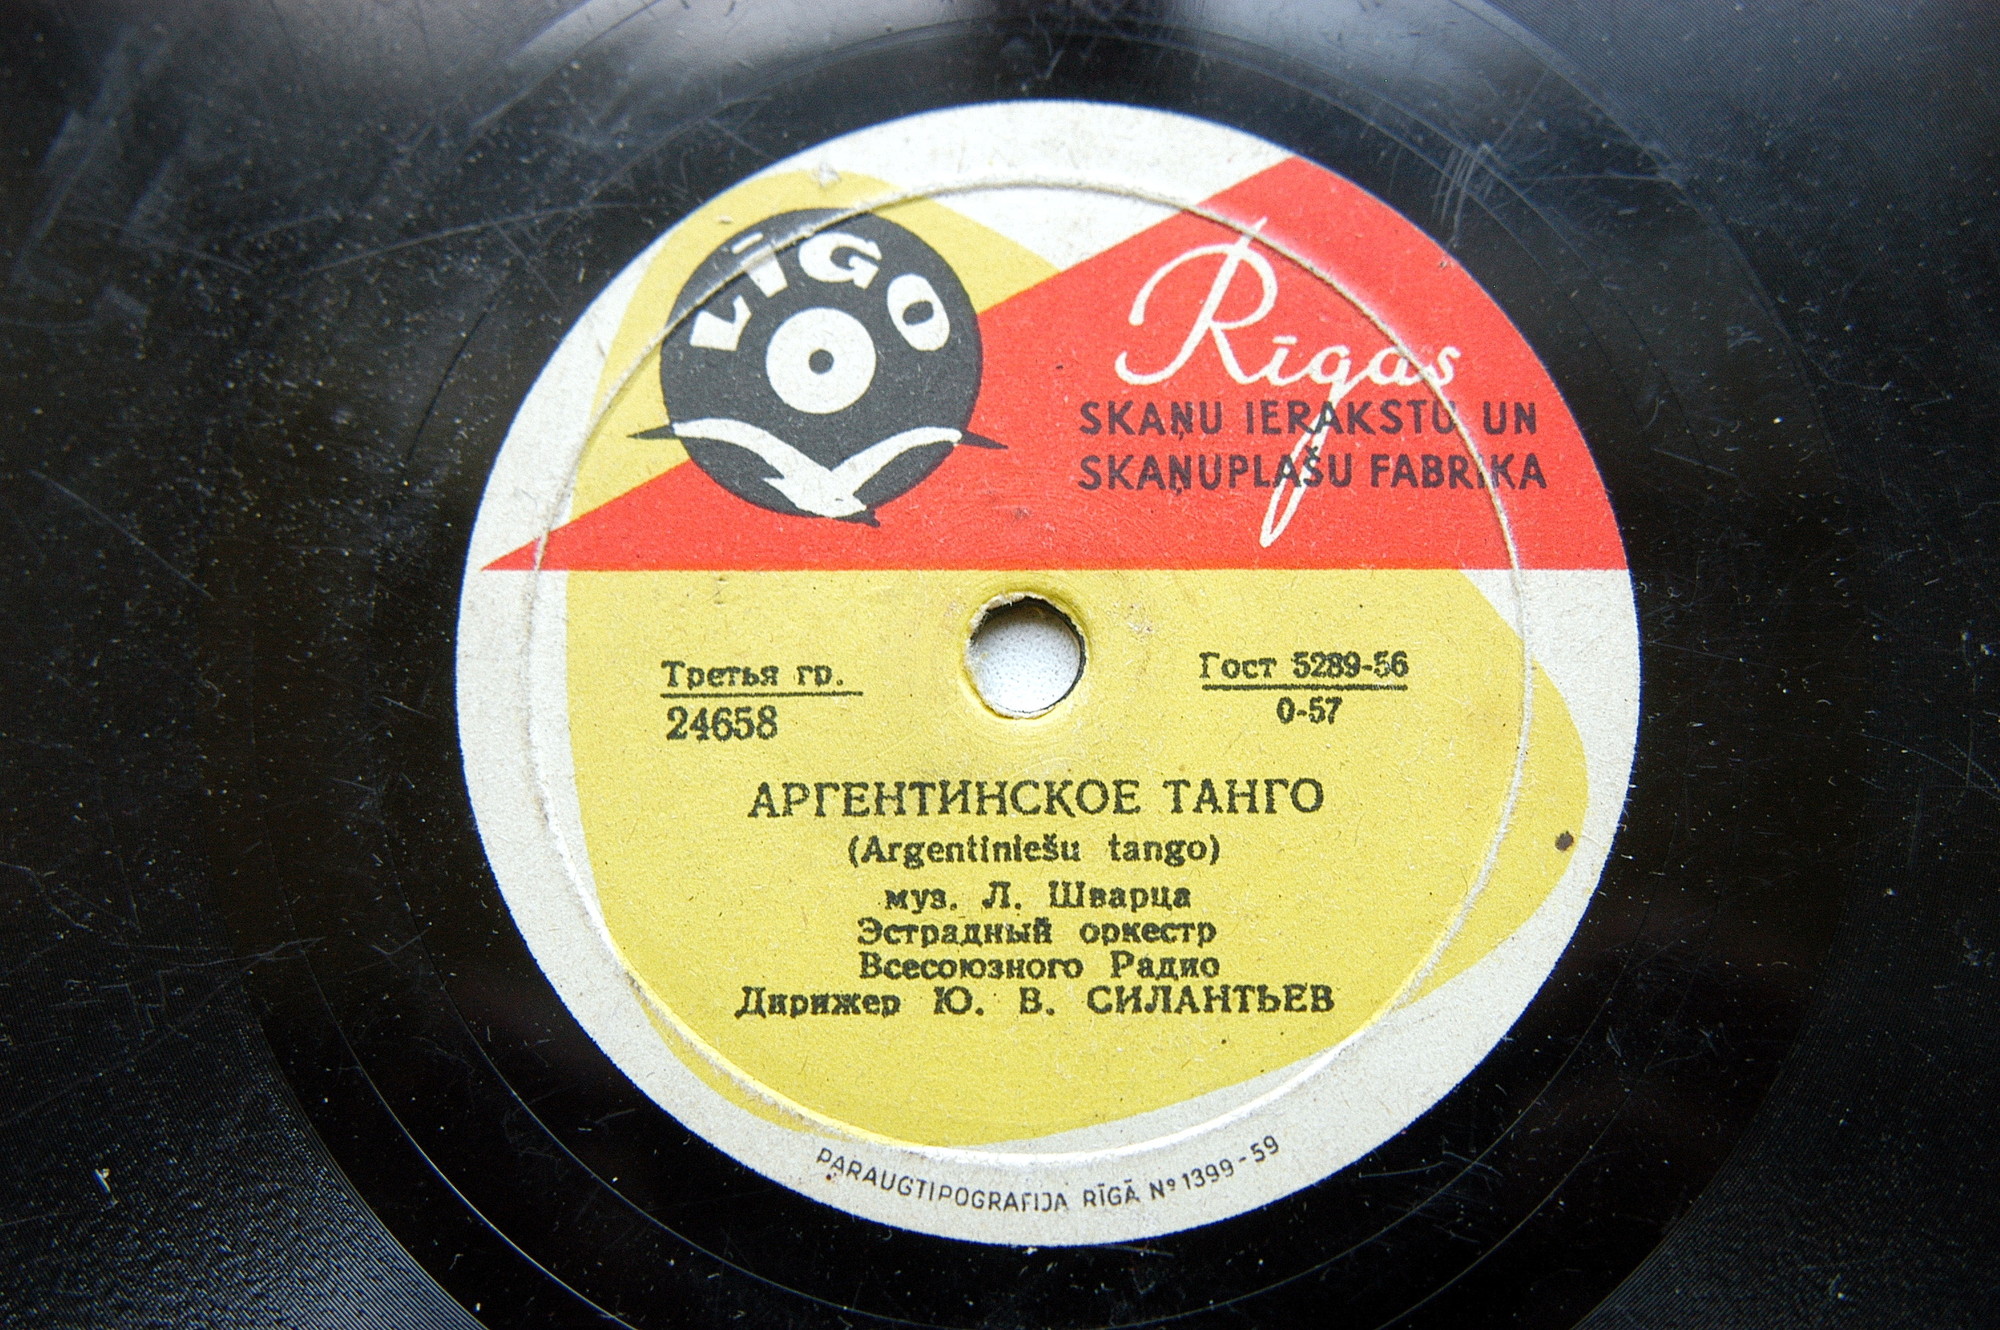 LĪGO
Rīgas
SKAŅU IERAKSTU UN
SKAŅUPLAŠU FABRIKA
Третья гр.
24658
Гост 5289-56
0-57
АРГЕНТИНСКОЕ ТАНГО
(Argentiniešu tango)
муз. Л. Шварца
Эстрадный оркестр
Всесоюзного Радио
Дирижер Ю. В. СИЛАНТЬЕВ
PARAUGTIPOGRAFIJA RĪGĀ Nº 1399-59